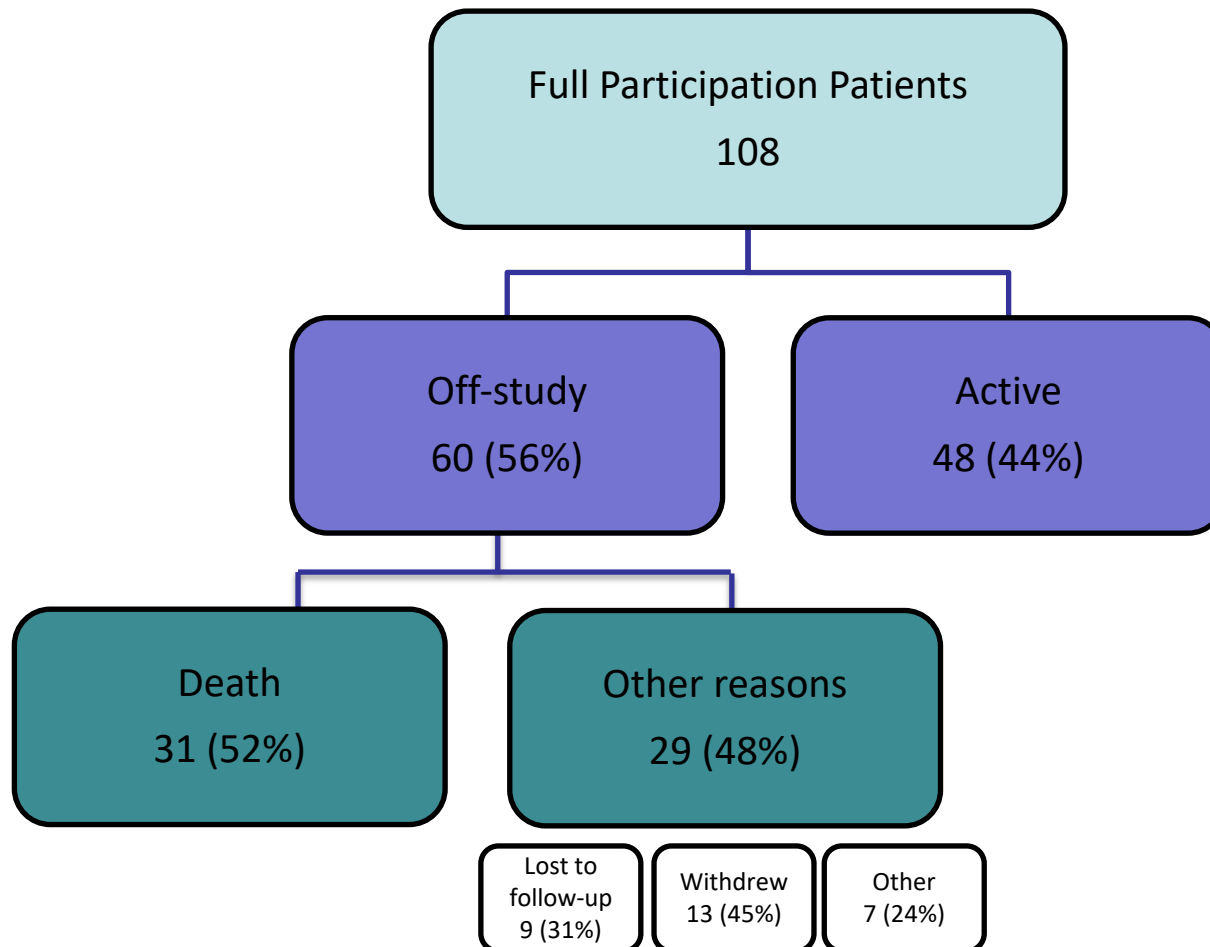 Full Participation Patients
108
Off-study
60 (56%)
Active
48 (44%)
Death
31 (52%)
Other reasons
29 (48%)
Lost to
follow-up
9 (31%)
Withdrew
13 (45%)
Other
7 (24%)